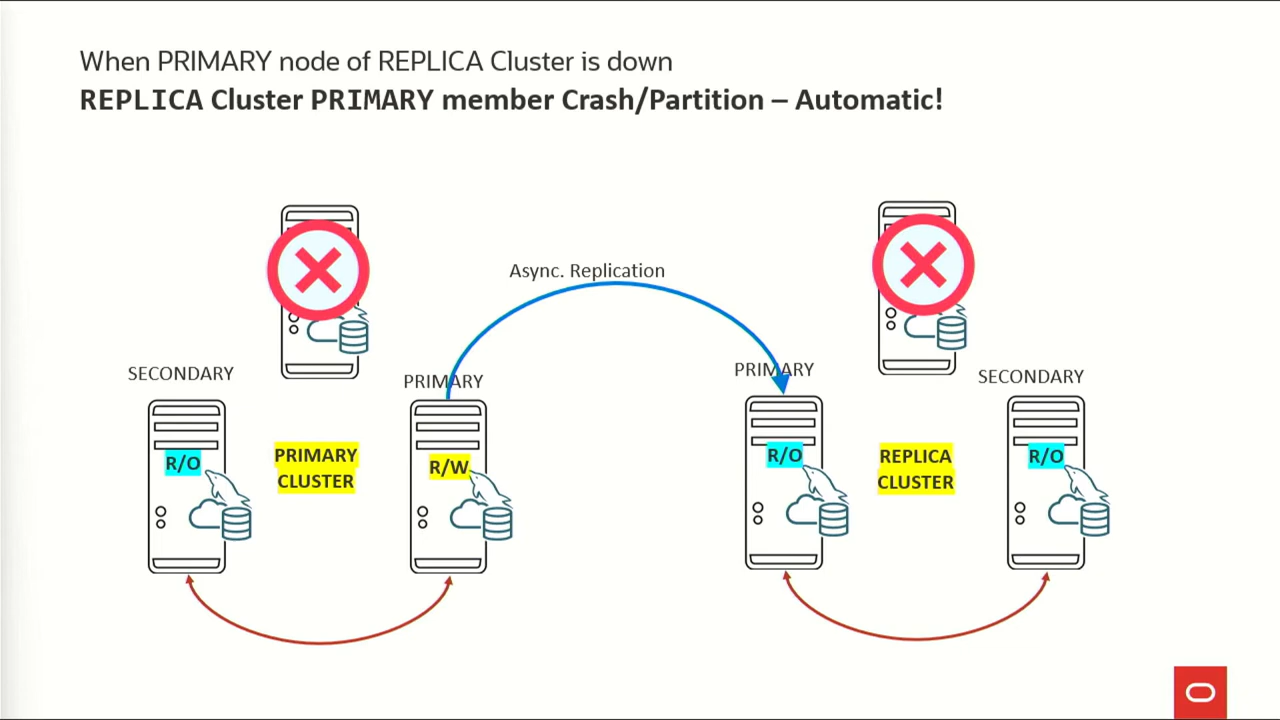 When PRIMARY node of REPLICA Cluster is down
REPLICA Cluster PRIMARY member Crash/Partition – Automatic!
Async. Replication
SECONDARY
PRIMARY
PRIMARY
SECONDARY
R/O
PRIMARY
CLUSTER
R/W
R/O
REPLICA
CLUSTER
R/O